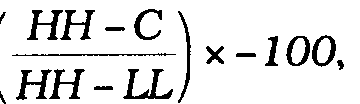 (HH – C / HH – LL) × –100,